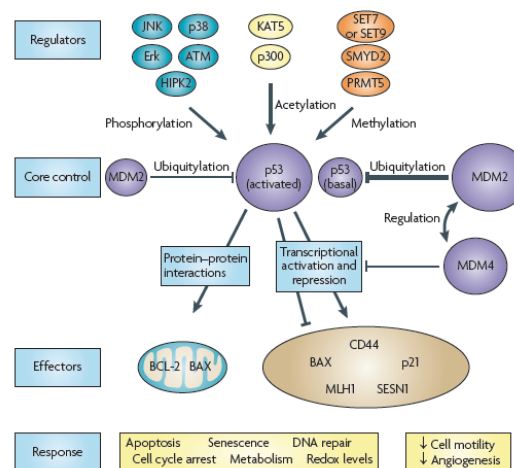 Regulators
JNK
p38
Erk
ATM
HIPK2
KAT5
p300
SET7
or SET9
SMYD2
PRMT5
Phosphorylation
Acetylation
Methylation
Core control
MDM2
Ubiquitylation
p53
(activated)
p53
(basal)
Ubiquitylation
MDM2
Regulation
MDM4
Protein–protein
interactions
Transcriptional
activation and
repression
Effectors
BCL-2
BAX
CD44
BAX
p21
MLH1
SESN1
Response
Apoptosis Senescence DNA repair
Cell cycle arrest Metabolism Redox levels
↓ Cell motility
↓ Angiogenesis